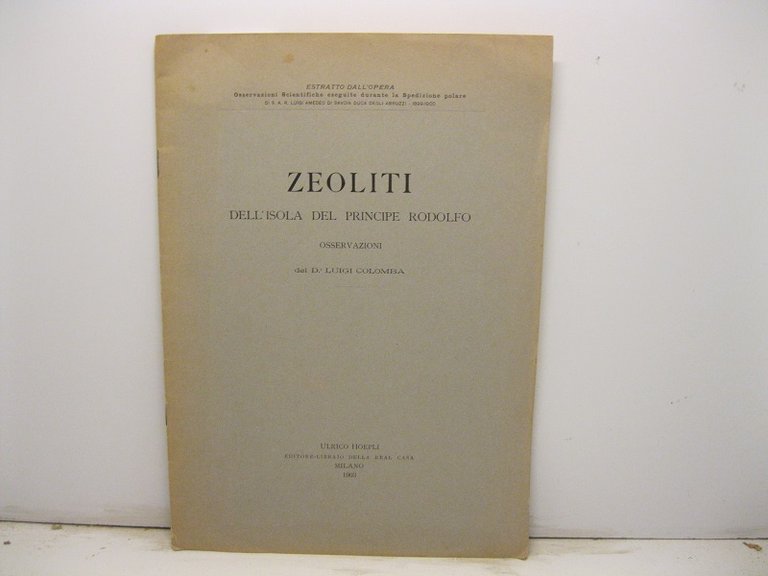 ESTRATTO DALL'OPERA
Osservazioni Scientifiche eseguite durante la Spedizione polare
DI S. A. R. LUIGI AMEDEO DI SAVOIA DUCA DEGLI ABRUZZI - 1899-1900
ZEOLITI
DELL'ISOLA DEL PRINCIPE RODOLFO
OSSERVAZIONI
del D.r LUIGI COLOMBA
ULRICO HOEPLI
EDITORE-LIBRAIO DELLA REAL CASA
MILANO
1903